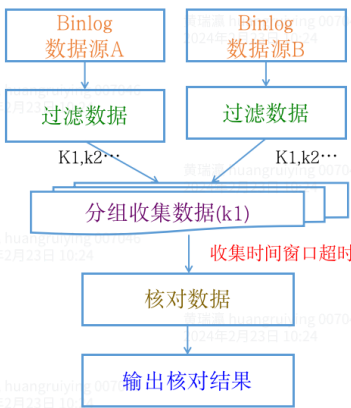 Binlog
数据源A
Binlog
数据源B
过滤数据
过滤数据
K1,k2…
K1,k2…
分组收集数据(k1)
收集时间窗口超时
核对数据
输出核对结果